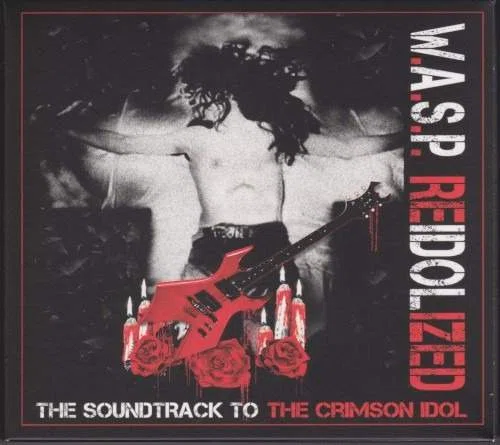 W.A.S.P. REIDOLIZED
THE SOUNDTRACK TO THE CRIMSON IDOL